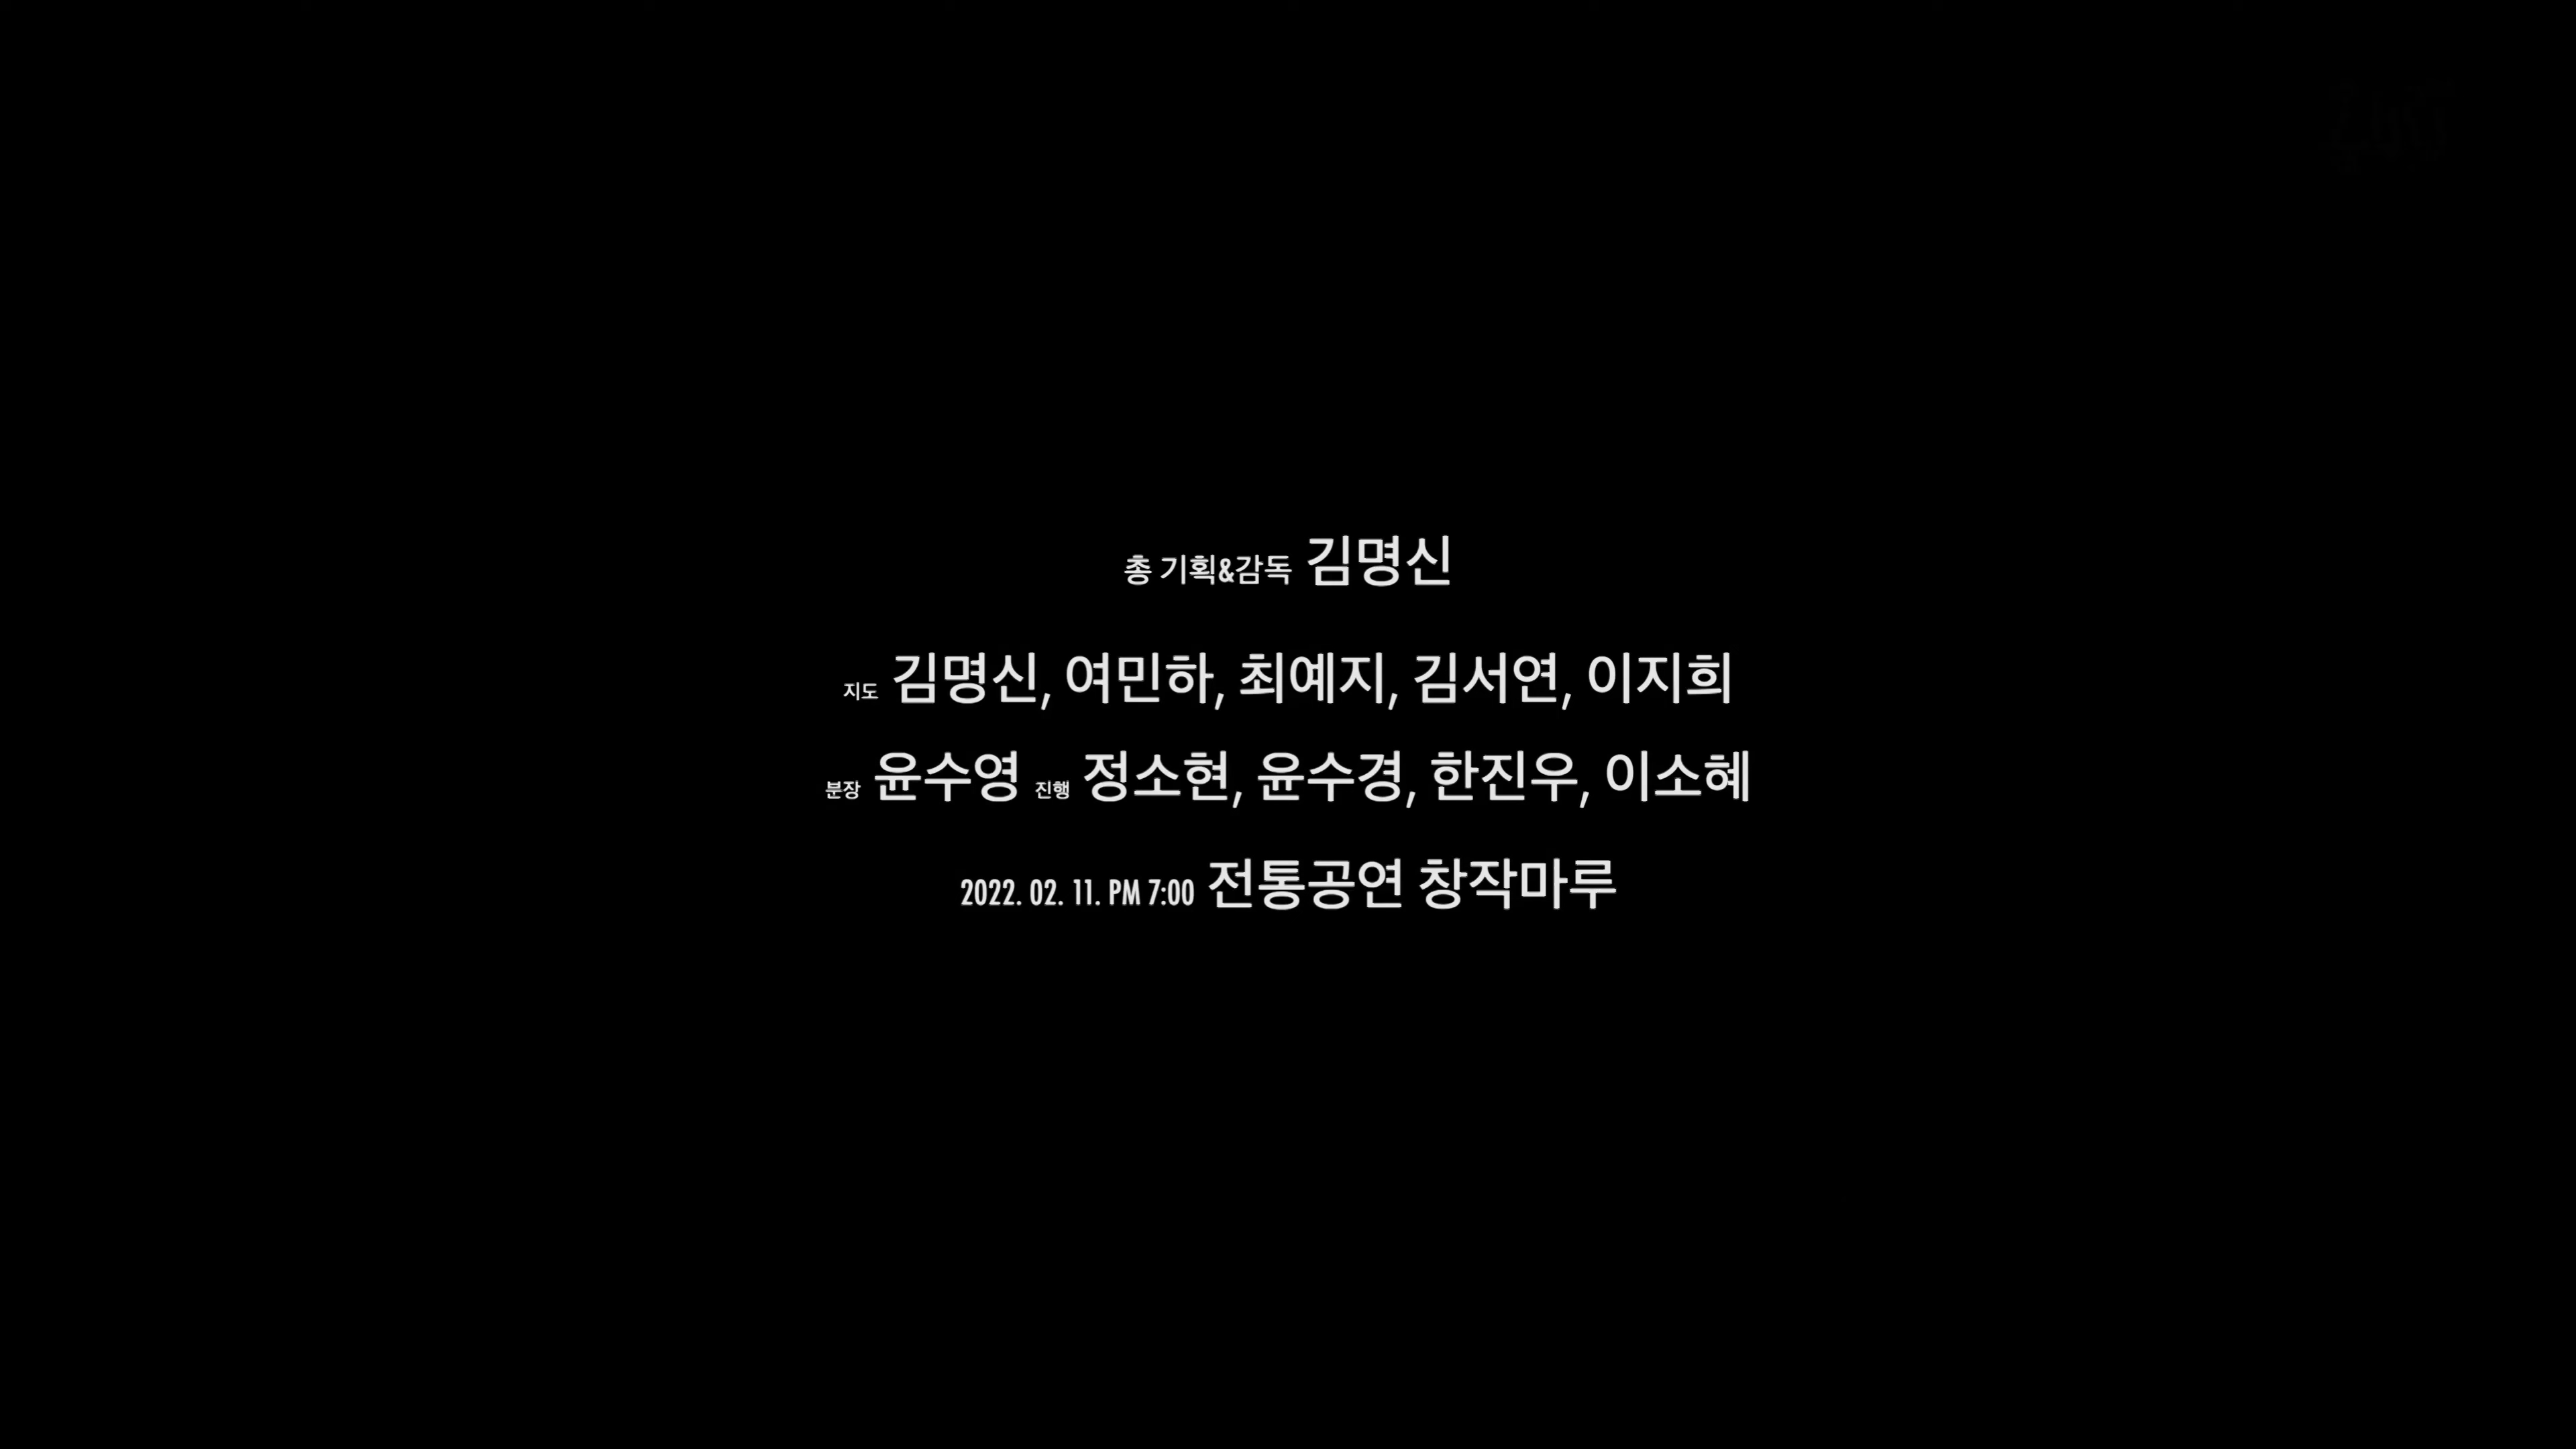 총 기획&감독 김명신
지도 김명신, 여민하, 최예지, 김서연, 이지희
분장 윤수영 진행 정소현, 윤수경, 한진우, 이소혜
2022. 02. 11. PM 7:00 전통공연 창작마루